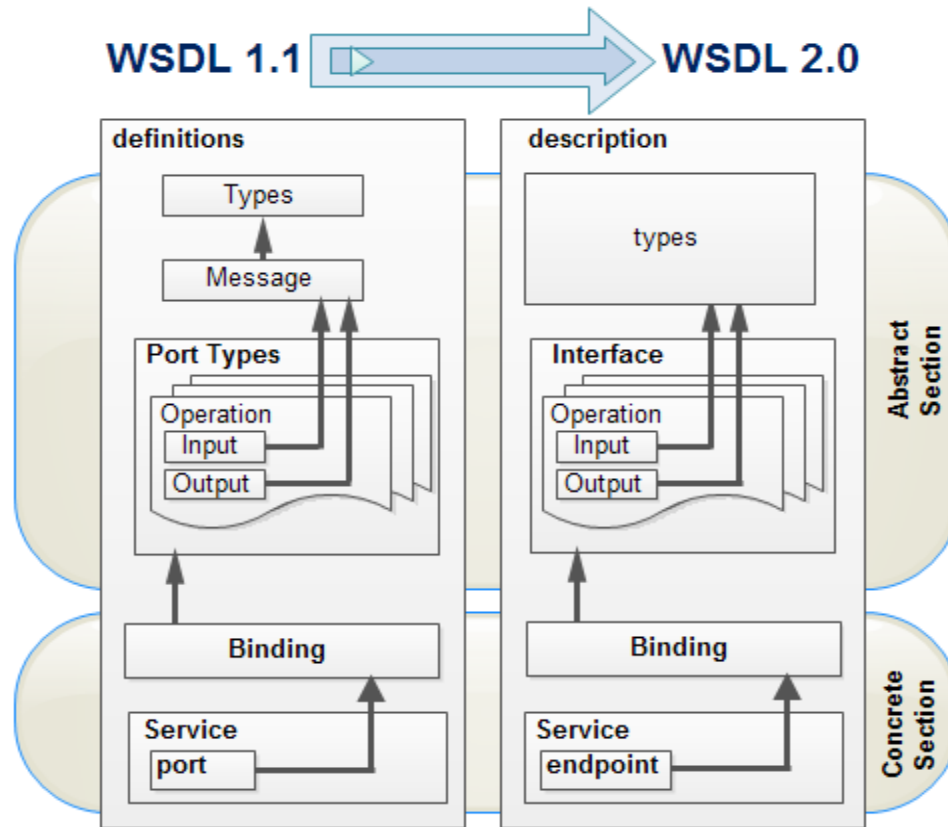 WSDL 1.1
WSDL 2.0
definitions
Types
Message
Port Types
Operation
Input
Output
Binding
Service
port
description
types
Interface
Operation
Input
Output
Binding
Service
endpoint
Abstract
Section
Concrete
Section